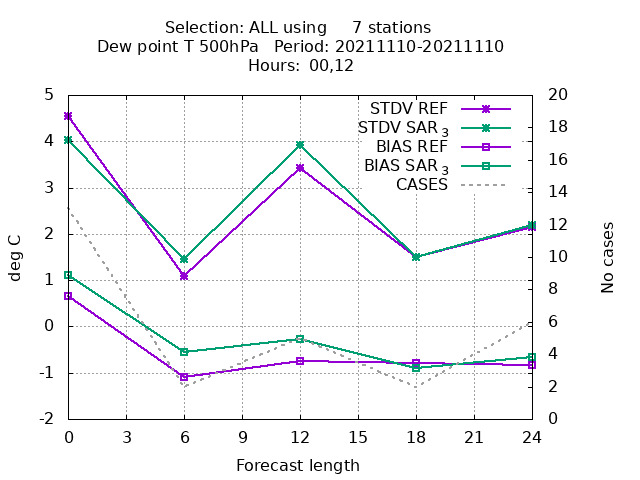 Selection: ALL using     7 stations
Dew point T 500hPa   Period: 20211110-20211110
Hours: 00,12
STDV REF
STDV SAR 3
BIAS REF
BIAS SAR 3
CASES
5
4
3
2
1
0
-1
-2
20
18
16
14
12
10
8
6
4
2
0
deg C
No cases
0 3 6 9 12 15 18 21 24
Forecast length